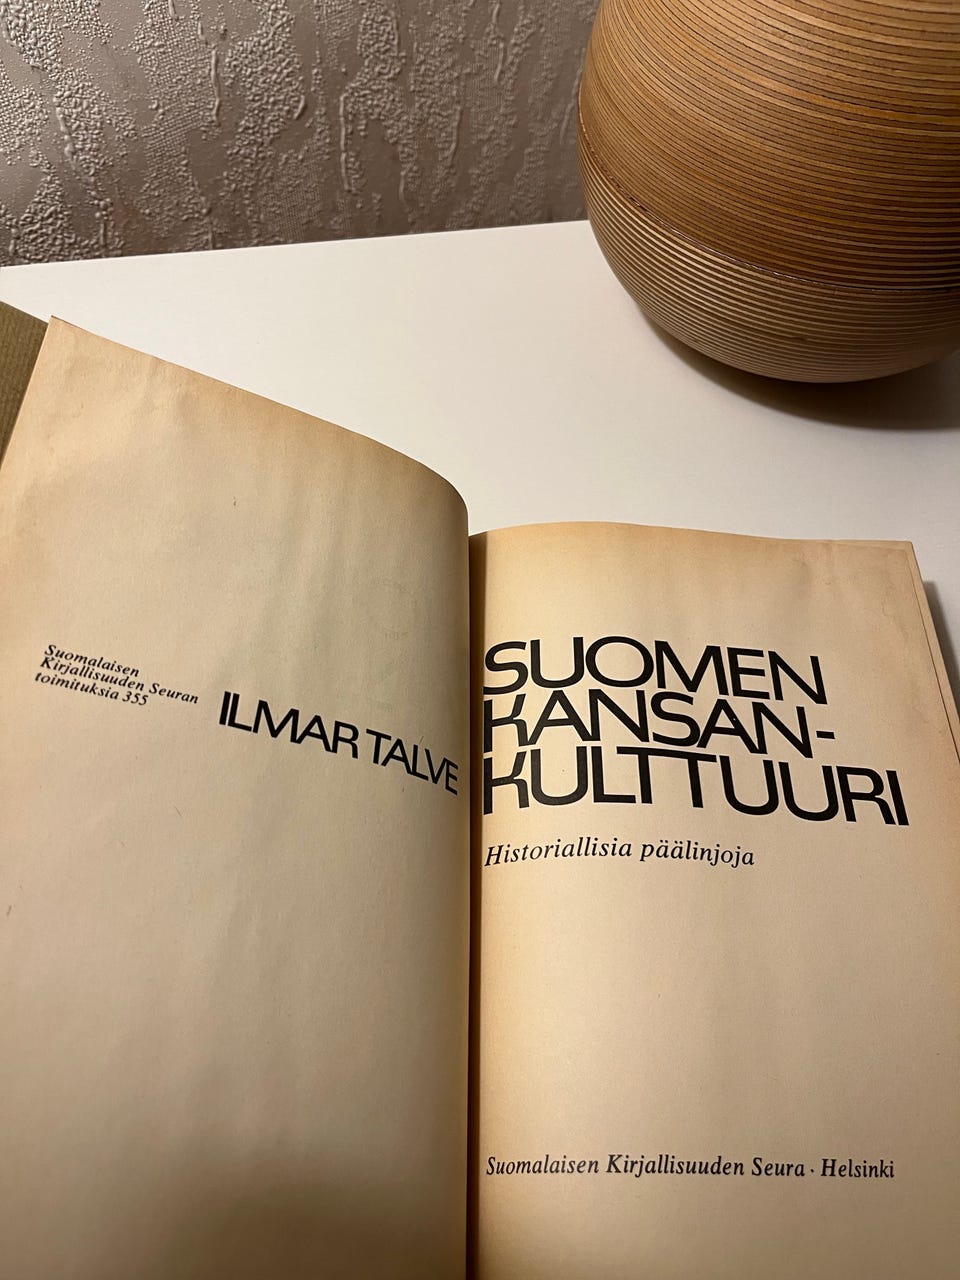 Suomalaisen
Kirjallisuuden Seuran
toimituksia 355
ILMAR TALVE
SUOMEN
KANSAN-
KULTTUURI
Historiallisia päälinjoja
Suomalaisen Kirjallisuuden Seura · Helsinki